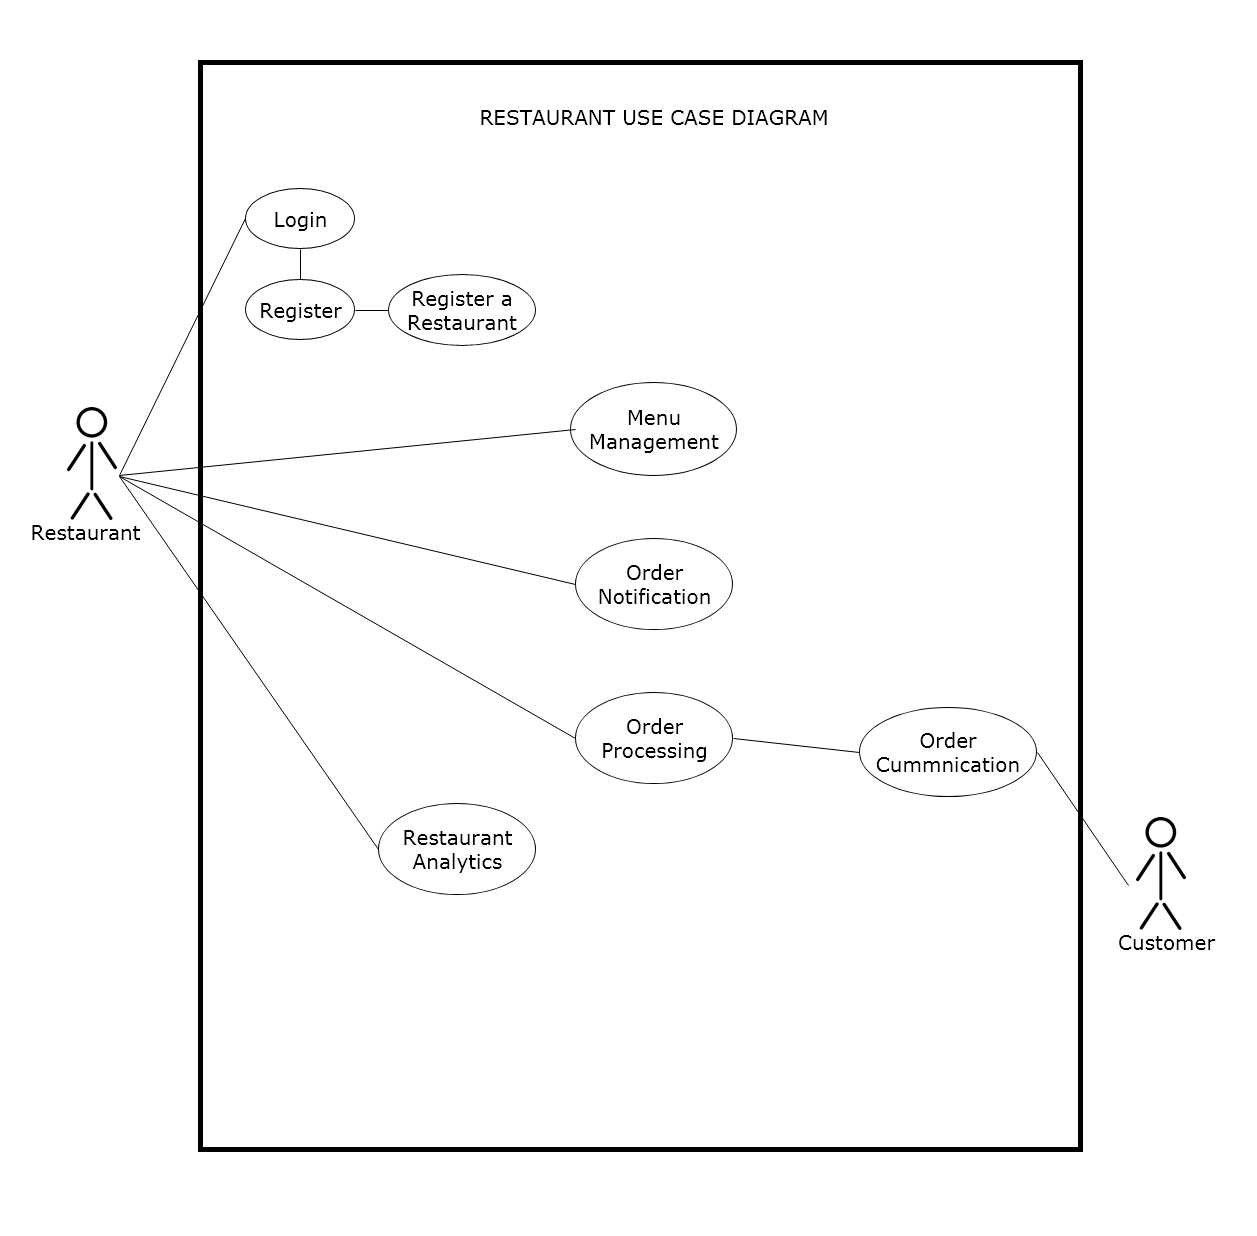 RESTAURANT USE CASE DIAGRAM
Login
Register
Register a
Restaurant
Menu
Management
Restaurant
Order
Notification
Order
Processing
Order
Cummnication
Restaurant
Analytics
Customer